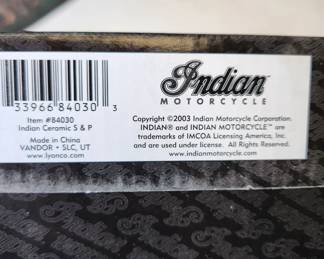 33966 84030 3
Item #84030
Indian Ceramic S & P
Made in China
VANDOR • SLC, UT
www.lyonco.com
Indian
MOTORCYCLE™
Copyright ©2003 Indian Motorcycle Corporation.
INDIAN® and INDIAN MOTORCYCLE™ are
trademarks of IMCOA Licensing America, Inc.
and are used under license. All Rights Reserved.
www.indianmotorcycle.com